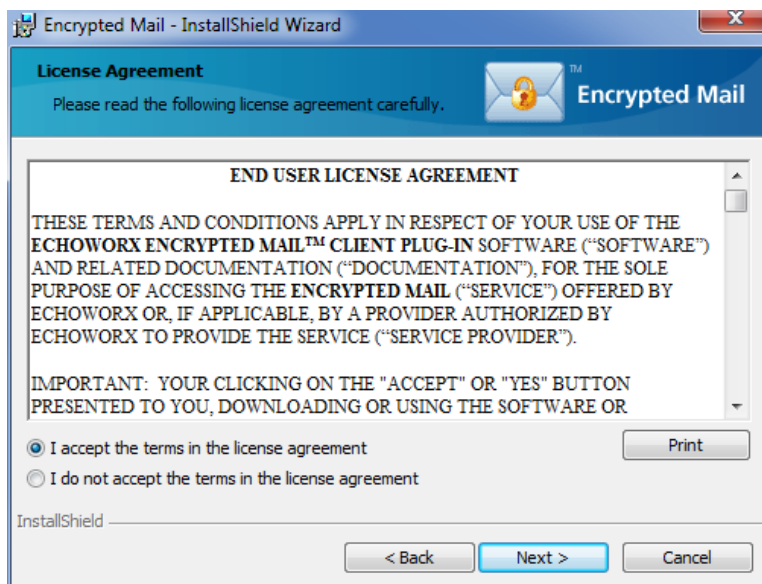 Encrypted Mail - InstallShield Wizard
License Agreement
Please read the following license agreement carefully.
TM
Encrypted Mail
END USER LICENSE AGREEMENT
THESE TERMS AND CONDITIONS APPLY IN RESPECT OF YOUR USE OF THE
ECHOWORX ENCRYPTED MAIL™ CLIENT PLUG-IN SOFTWARE (“SOFTWARE”)
AND RELATED DOCUMENTATION (“DOCUMENTATION”), FOR THE SOLE
PURPOSE OF ACCESSING THE ENCRYPTED MAIL (“SERVICE”) OFFERED BY
ECHOWORX OR, IF APPLICABLE, BY A PROVIDER AUTHORIZED BY
ECHOWORX TO PROVIDE THE SERVICE (“SERVICE PROVIDER”).
IMPORTANT:  YOUR CLICKING ON THE "ACCEPT" OR "YES" BUTTON
PRESENTED TO YOU, DOWNLOADING OR USING THE SOFTWARE OR
I accept the terms in the license agreement
Print
I do not accept the terms in the license agreement
InstallShield
< Back
Next >
Cancel